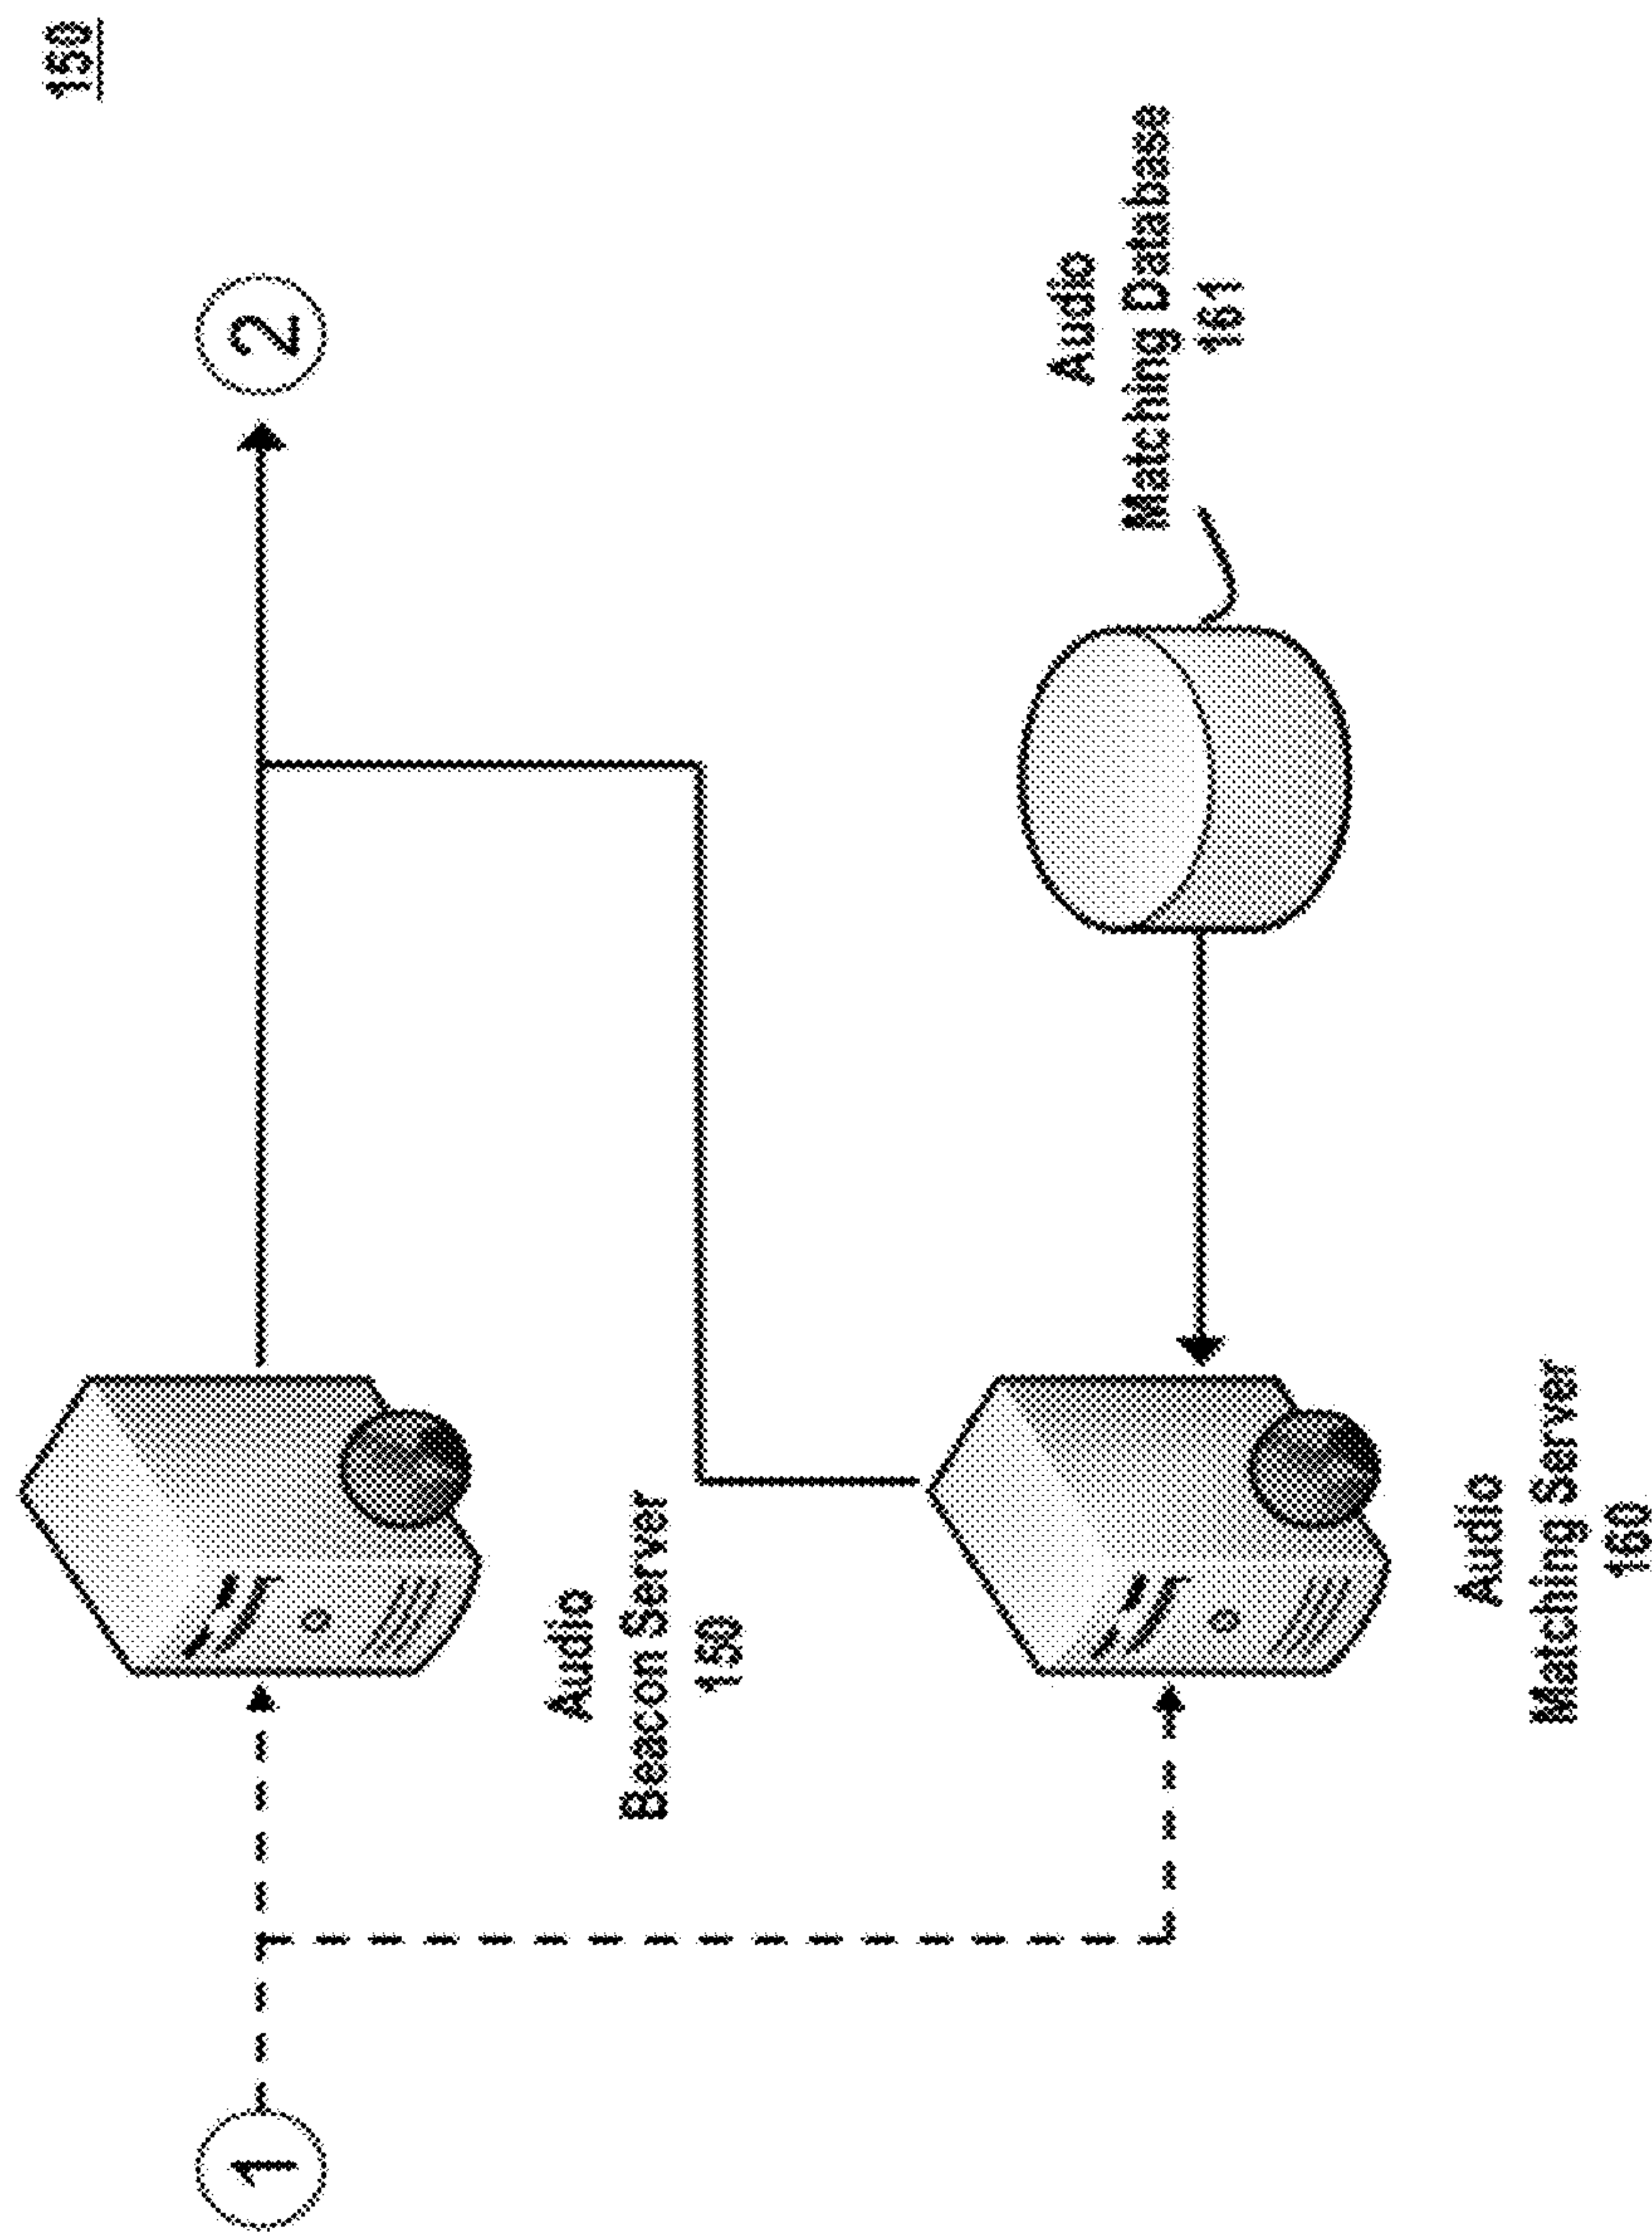 150
1
2
Audio
Beacon Server
150
Audio
Matching Database
161
Audio
Matching Server
160